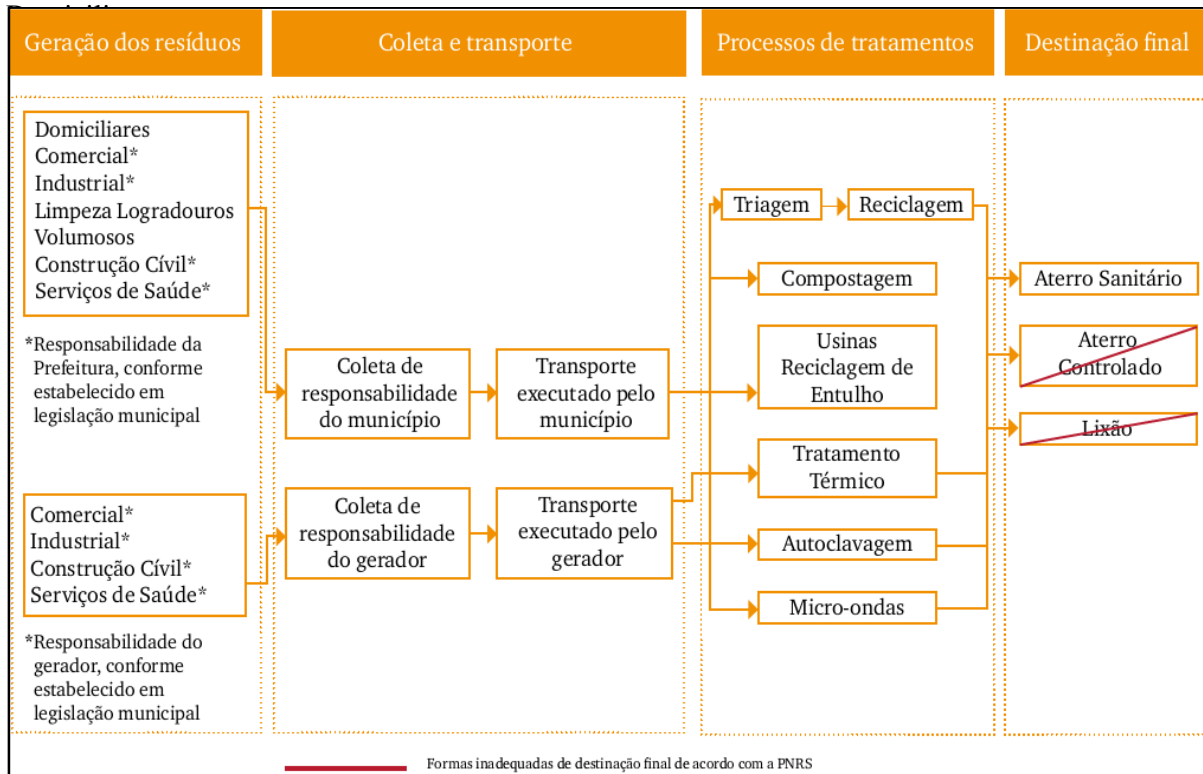 Geração dos resíduos
Coleta e transporte
Processos de tratamentos
Destinação final
Domiciliares
Comercial*
Industrial*
Limpeza Logradouros
Volumosos
Construção Cívil*
Serviços de Saúde*
*Responsabilidade da
Prefeitura, conforme
estabelecido em
legislação municipal
Comercial*
Industrial*
Construção Cívil*
Serviços de Saúde*
*Responsabilidade do
gerador, conforme
estabelecido em
legislação municipal
Coleta de
responsabilidade
do município
Transporte
executado pelo
município
Coleta de
responsabilidade
do gerador
Transporte
executado pelo
gerador
Triagem
Reciclagem
Compostagem
Usinas
Reciclagem de
Entulho
Tratamento
Térmico
Autoclavagem
Micro-ondas
Aterro Sanitário
Aterro
Controlado
Lixão
Formas inadequadas de destinação final de acordo com a PNRS